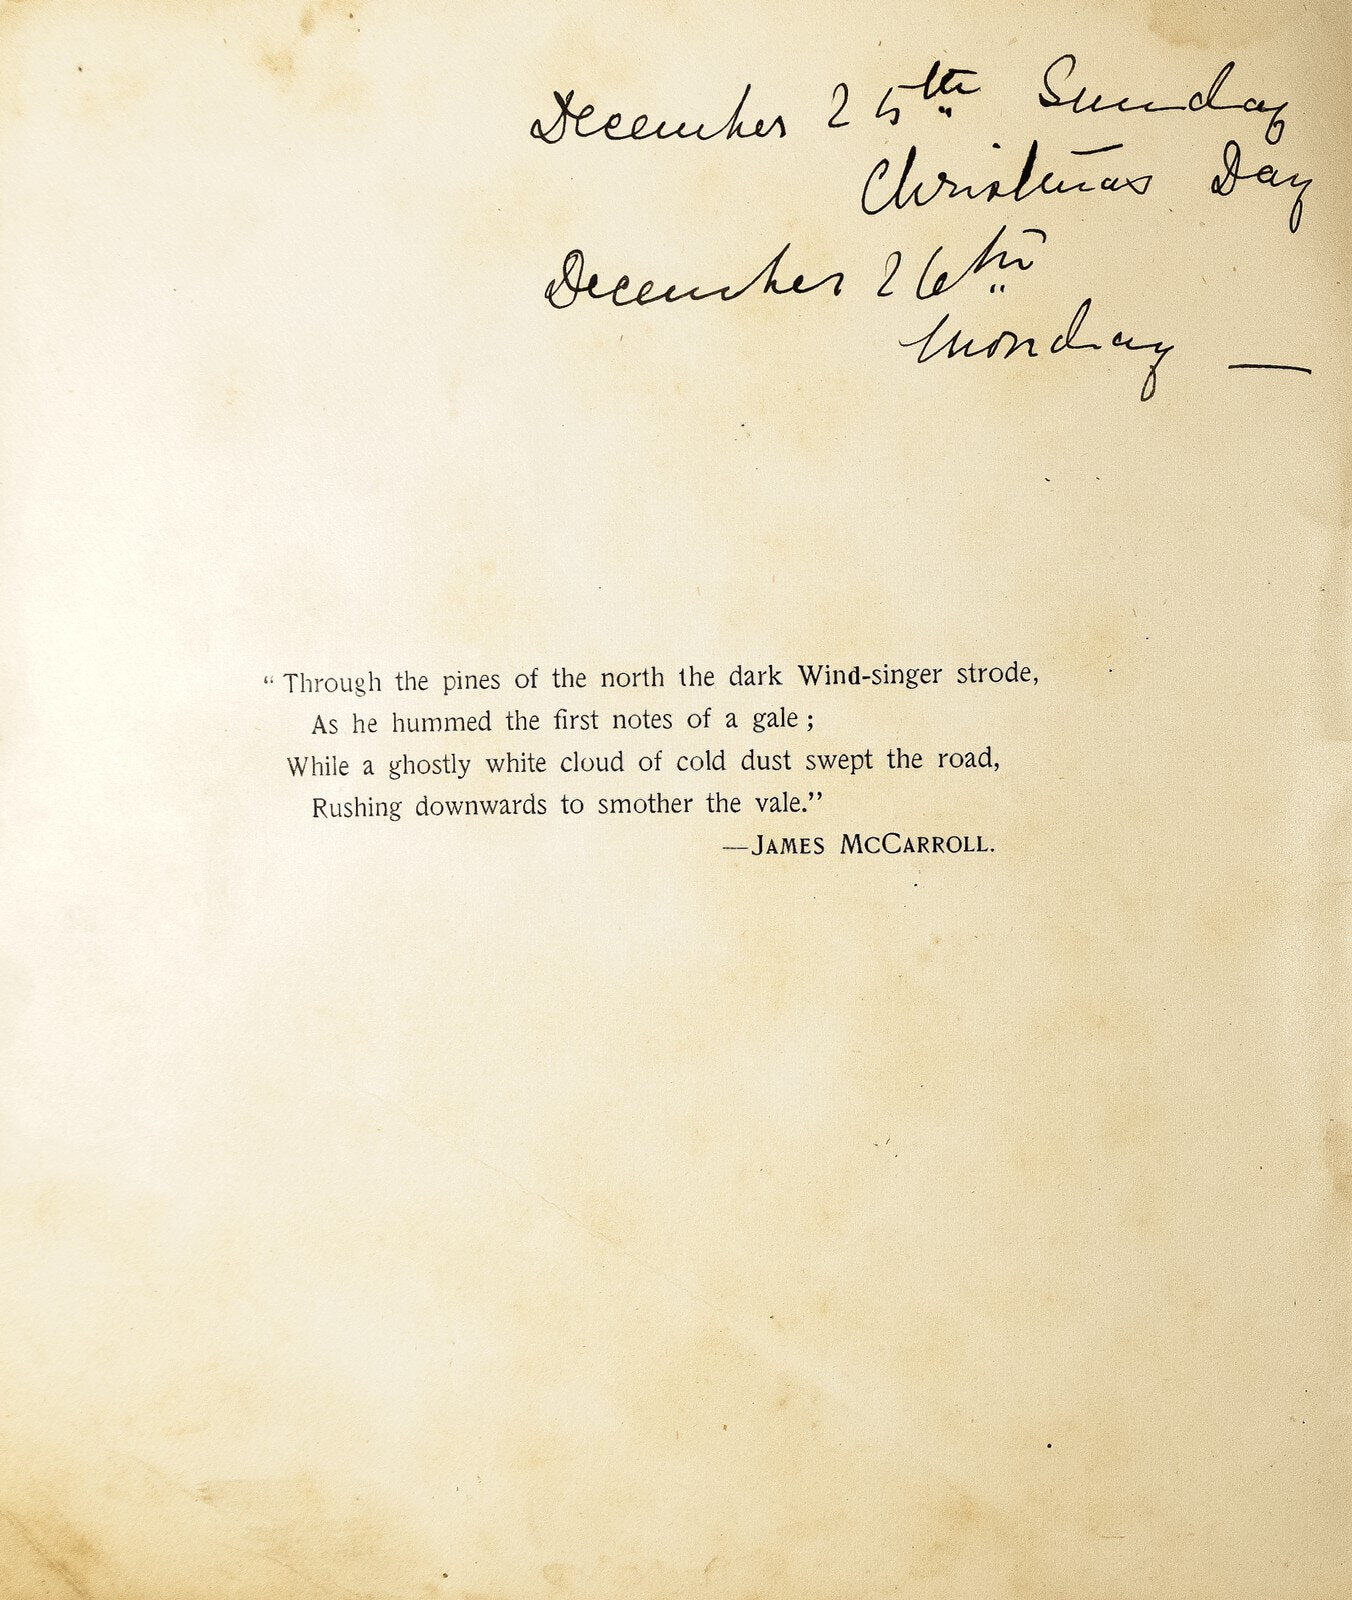 December 25th Sunday
Christmas Day
December 26th
Monday —
“Through the pines of the north the dark Wind-singer strode,
As he hummed the first notes of a gale ;
While a ghostly white cloud of cold dust swept the road,
Rushing downwards to smother the vale.”
—JAMES MCCARROLL.